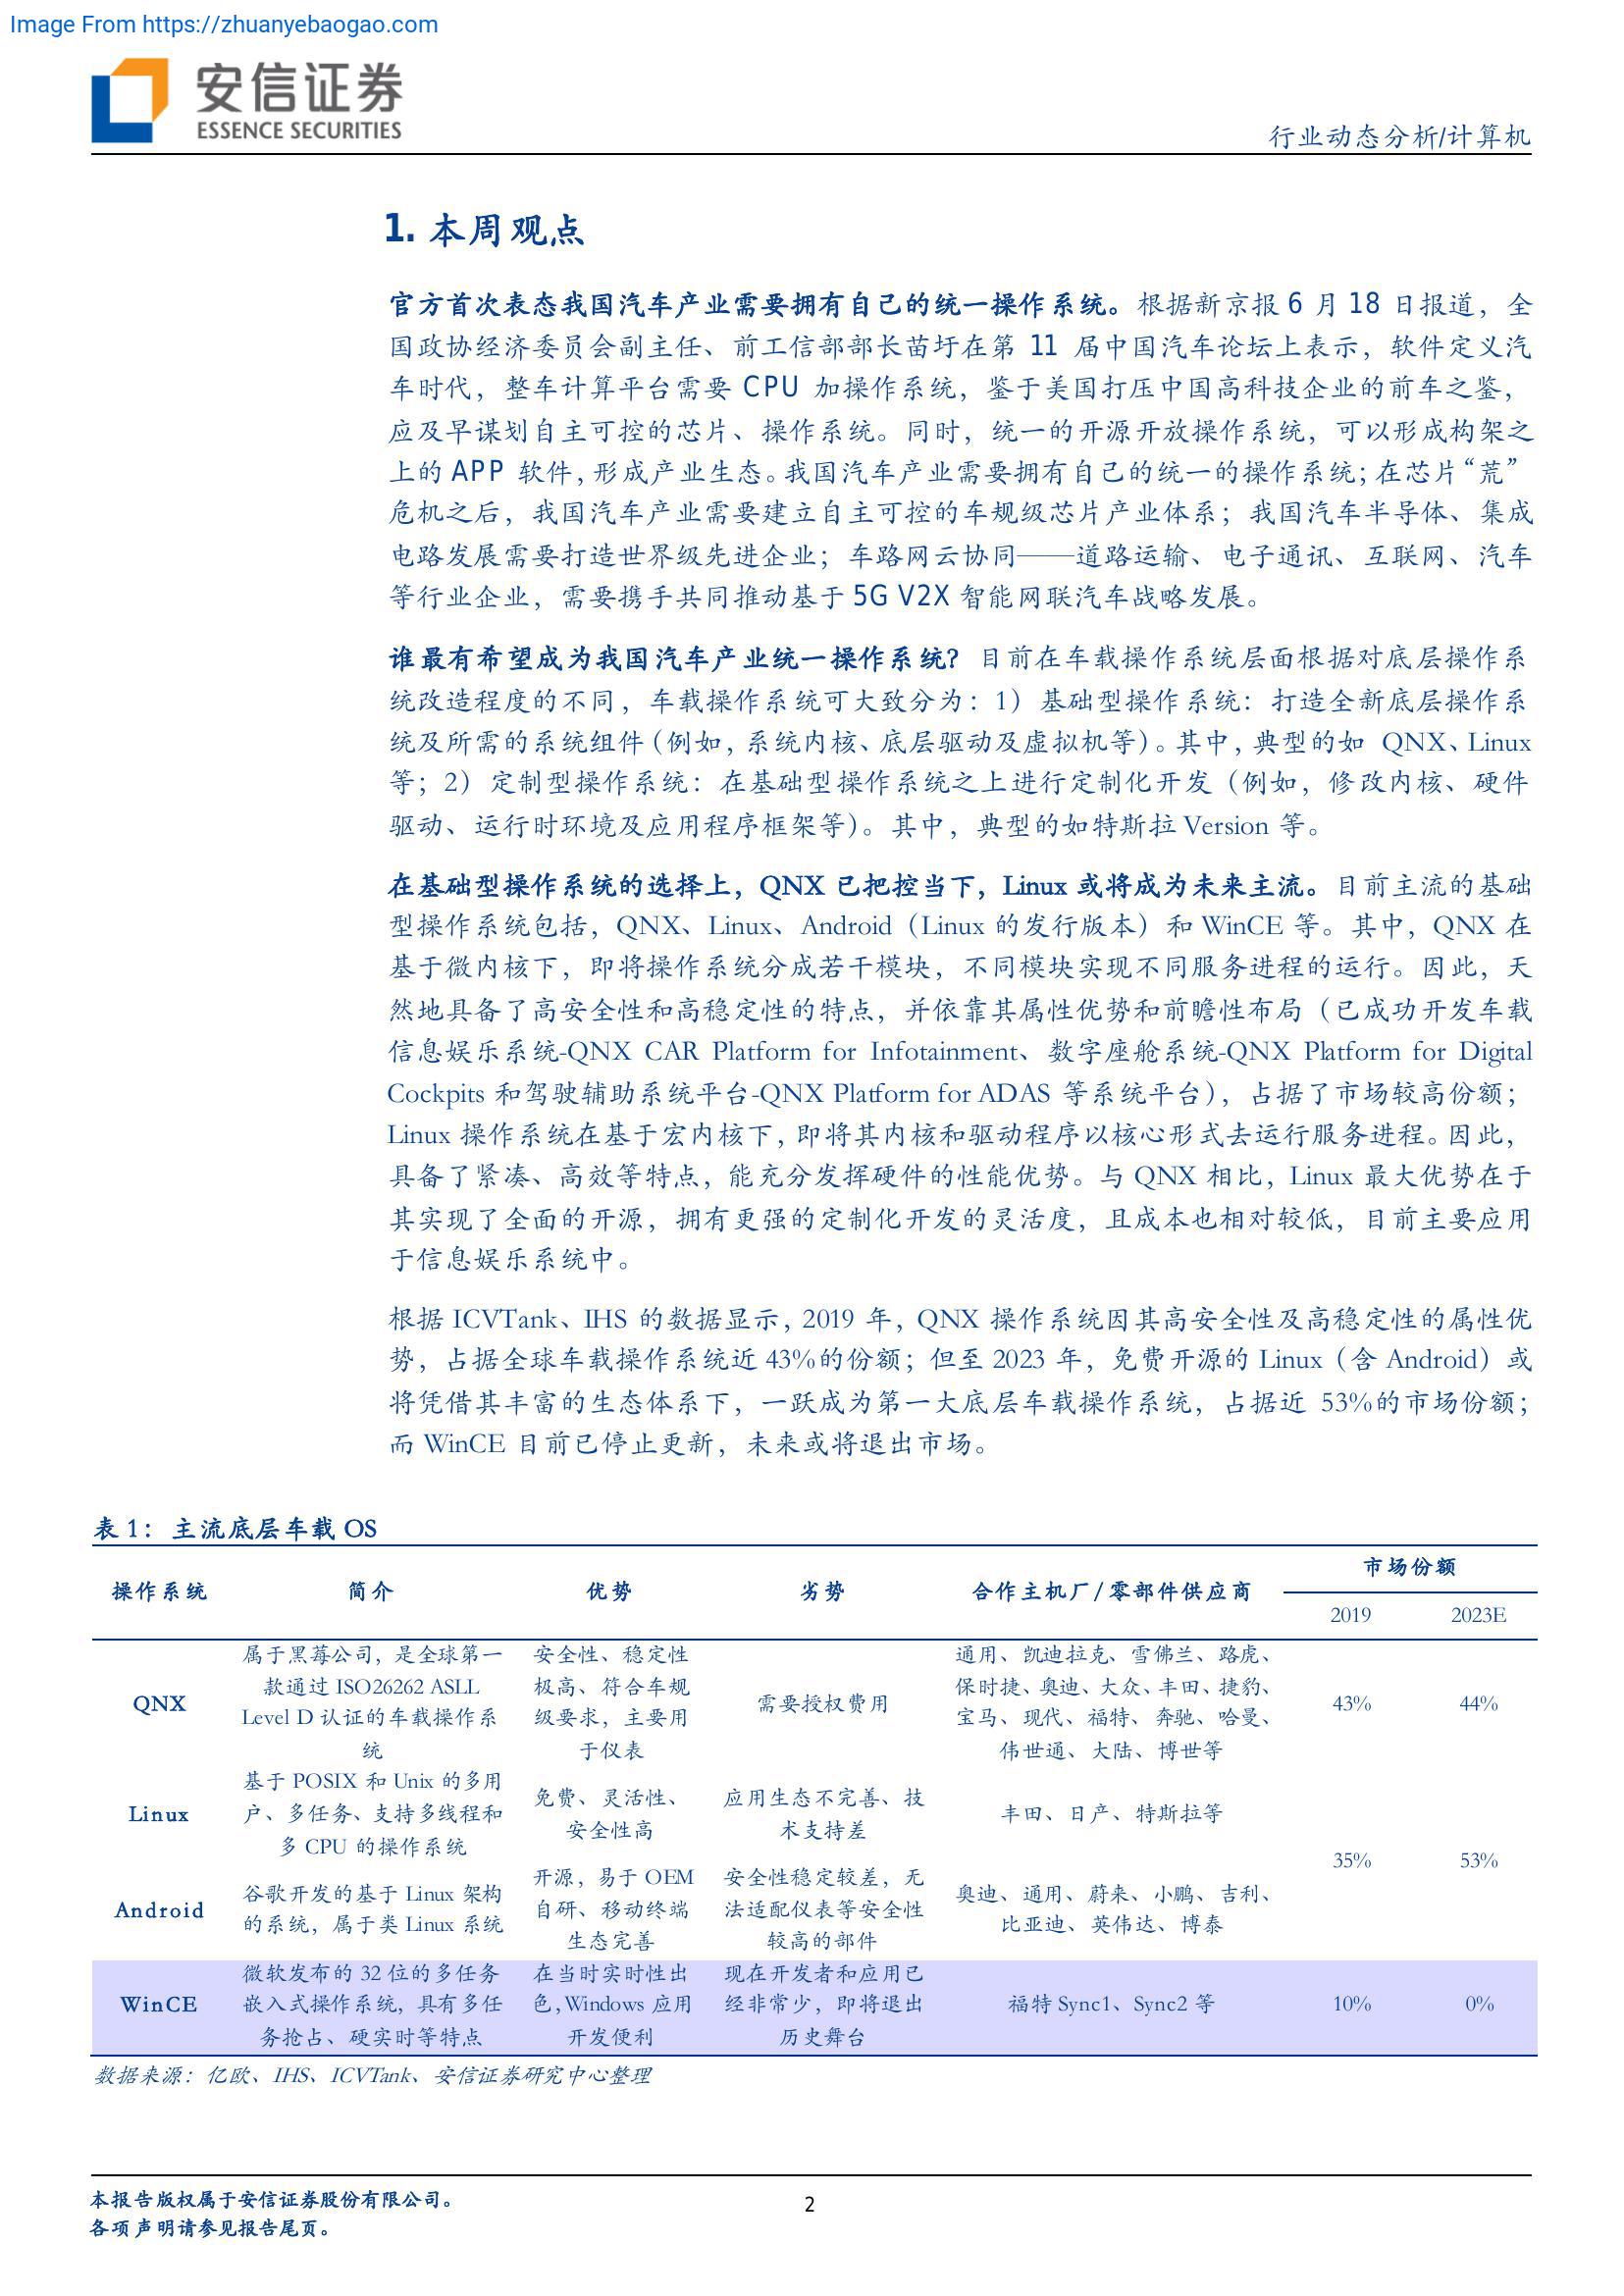 Image From https://zhuanyebaogao.com
安信证券
ESSENCE SECURITIES
行业动态分析/计算机
1. 本周观点
官方首次表态我国汽车产业需要拥有自己的统一操作系统。根据新京报 6 月 18 日报道，全
国政协经济委员会副主任、前工信部部长苗圩在第 11 届中国汽车论坛上表示，软件定义汽
车时代，整车计算平台需要 CPU 加操作系统，鉴于美国打压中国高科技企业的前车之鉴，
应及早谋划自主可控的芯片、操作系统。同时，统一的开源开放操作系统，可以形成构架之
上的 APP 软件，形成产业生态。我国汽车产业需要拥有自己的统一的操作系统；在芯片“荒”
危机之后，我国汽车产业需要建立自主可控的车规级芯片产业体系；我国汽车半导体、集成
电路发展需要打造世界级先进企业；车路网云协同——道路运输、电子通讯、互联网、汽车
等行业企业，需要携手共同推动基于 5G V2X 智能网联汽车战略发展。
谁最有希望成为我国汽车产业统一操作系统？目前在车载操作系统层面根据对底层操作系
统改造程度的不同，车载操作系统可大致分为：1）基础型操作系统：打造全新底层操作系
统及所需的系统组件（例如，系统内核、底层驱动及虚拟机等）。其中，典型的如 QNX、Linux
等；2）定制型操作系统：在基础型操作系统之上进行定制化开发（例如，修改内核、硬件
驱动、运行时环境及应用程序框架等）。其中，典型的如特斯拉 Version 等。
在基础型操作系统的选择上，QNX 已把控当下，Linux 或将成为未来主流。目前主流的基础
型操作系统包括，QNX、Linux、Android（Linux 的发行版本）和 WinCE 等。其中，QNX 在
基于微内核下，即将操作系统分成若干模块，不同模块实现不同服务进程的运行。因此，天
然地具备了高安全性和高稳定性的特点，并依靠其属性优势和前瞻性布局（已成功开发车载
信息娱乐系统-QNX CAR Platform for Infotainment、数字座舱系统-QNX Platform for Digital
Cockpits 和驾驶辅助系统平台-QNX Platform for ADAS 等系统平台），占据了市场较高份额；
Linux 操作系统在基于宏内核下，即将其内核和驱动程序以核心形式去运行服务进程。因此，
具备了紧凑、高效等特点，能充分发挥硬件的性能优势。与 QNX 相比，Linux 最大优势在于
其实现了全面的开源，拥有更强的定制化开发的灵活度，且成本也相对较低，目前主要应用
于信息娱乐系统中。
根据 ICVTank、IHS 的数据显示，2019 年，QNX 操作系统因其高安全性及高稳定性的属性优
势，占据全球车载操作系统近 43%的份额；但至 2023 年，免费开源的 Linux（含 Android）或
将凭借其丰富的生态体系下，一跃成为第一大底层车载操作系统，占据近 53%的市场份额；
而 WinCE 目前已停止更新，未来或将退出市场。
表 1：主流底层车载 OS
操作系统 简介 优势 劣势 合作主机厂/零部件供应商 市场份额
2019 2023E
QNX 属于黑莓公司，是全球第一
款通过 ISO26262 ASLL
Level D 认证的车载操作系
统
安全性、稳定性
极高、符合车规
级要求，主要用
于仪表
需要授权费用
通用、凯迪拉克、雪佛兰、路虎、
保时捷、奥迪、大众、丰田、捷豹、
宝马、现代、福特、奔驰、哈曼、
伟世通、大陆、博世等
43% 44%
Linux 基于 POSIX 和 Unix 的多用
户、多任务、支持多线程和
多 CPU 的操作系统
免费、灵活性、
安全性高
应用生态不完善、技
术支持差
丰田、日产、特斯拉等
35% 53%
Android 谷歌开发的基于 Linux 架构
的系统，属于类 Linux 系统
开源，易于 OEM
自研、移动终端
生态完善
安全性稳定较差，无
法适配仪表等安全性
较高的部件
奥迪、通用、蔚来、小鹏、吉利、
比亚迪、英伟达、博泰
WinCE 微软发布的 32 位的多任务
嵌入式操作系统，具有多任
务抢占、硬实时等特点
在当时实时性出
色，Windows 应用
开发便利
现在开发者和应用已
经非常少，即将退出
历史舞台
福特 Sync1、Sync2 等
10% 0%
数据来源：亿欧、IHS、ICVTank、安信证券研究中心整理
本报告版权属于安信证券股份有限公司。
各项声明请参见报告尾页。
2